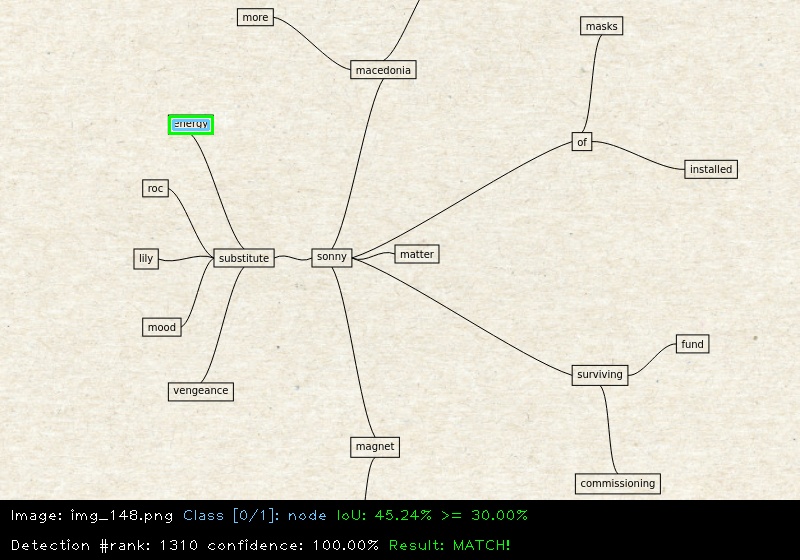 more
masks
macedonia
energy
of
installed
roc
lily
substitute
sonny
matter
mood
fund
surviving
vengeance
magnet
commissioning
Image: img_148.png Class [0/1]: node IoU: 45.24% >= 30.00%
Detection #rank: 1310 confidence: 100.00% Result: MATCH!